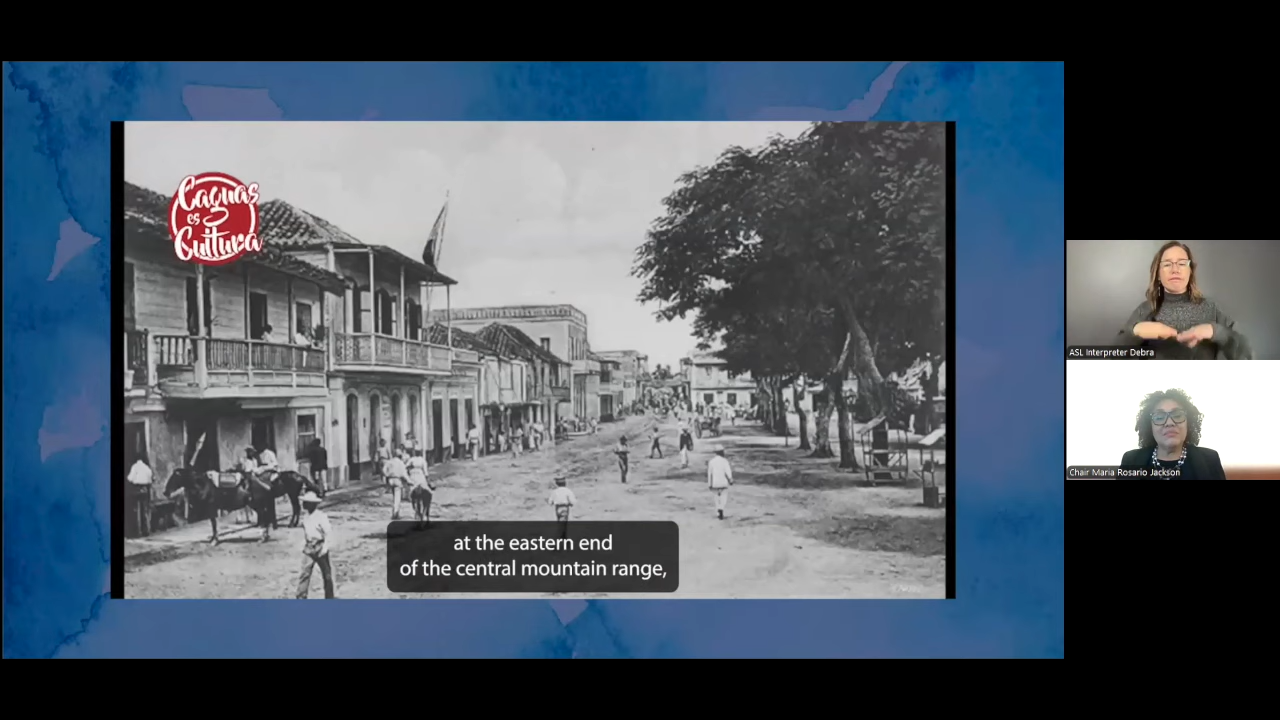 Caguas
es
Cultura
at the eastern end
of the central mountain range,
ASL Interpreter Debra
Chair Maria Rosario Jackson